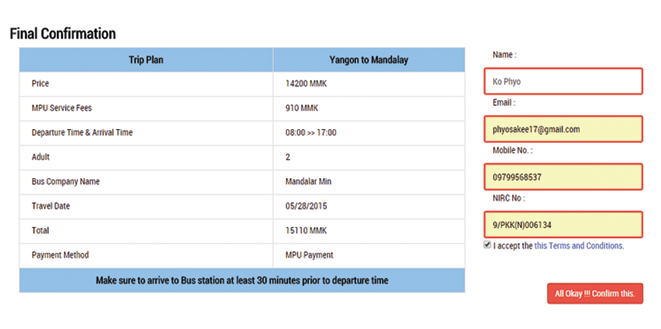 Final Confirmation
Trip Plan Yangon to Mandalay
Price 14200 MMK
MPU Service Fees 910 MMK
Departure Time & Arrival Time 08:00 >> 17:00
Adult 2
Bus Company Name Mandalar Min
Travel Date 05/28/2015
Total 15110 MMK
Payment Method MPU Payment
Make sure to arrive to Bus station at least 30 minutes prior to departure time
Name :
Ko Phyo
Email :
phyosakee17@gmail.com
Mobile No. :
09799568537
NIRC No :
9/PKK(N)006134
I accept the this Terms and Conditions.
All Okay !!! Confirm this.